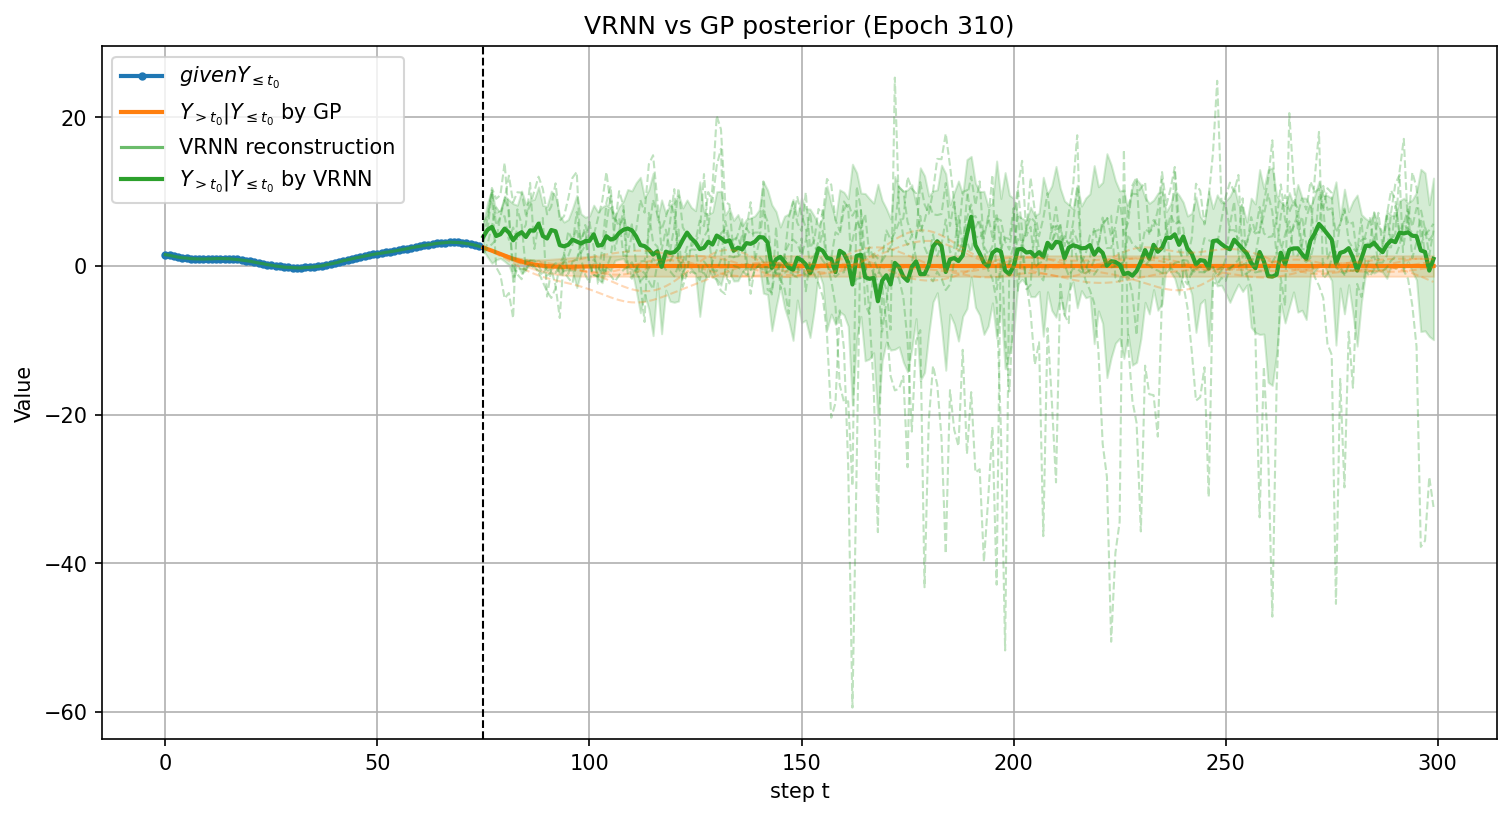 VRNN vs GP posterior (Epoch 310)
givenY≤t₀
Y>t₀|Y≤t₀ by GP
VRNN reconstruction
Y>t₀|Y≤t₀ by VRNN
Value
20
0
−20
−40
−60
0 50 100 150 200 250 300
step t